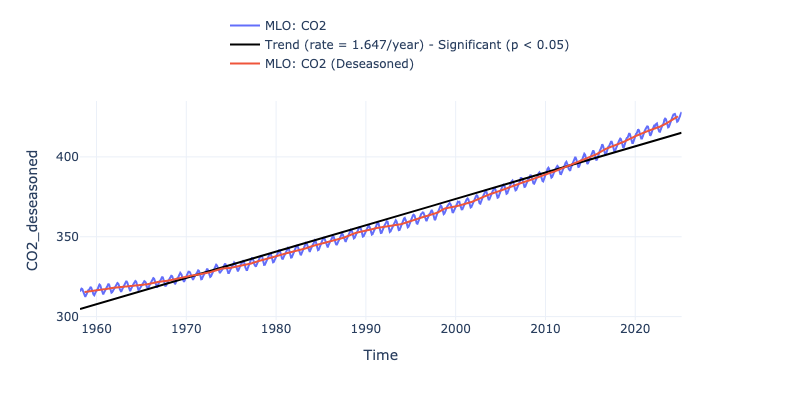 MLO: CO2
Trend (rate = 1.647/year) - Significant (p < 0.05)
MLO: CO2 (Deseasoned)
CO2_deseasoned
400
350
300
1960 1970 1980 1990 2000 2010 2020
Time